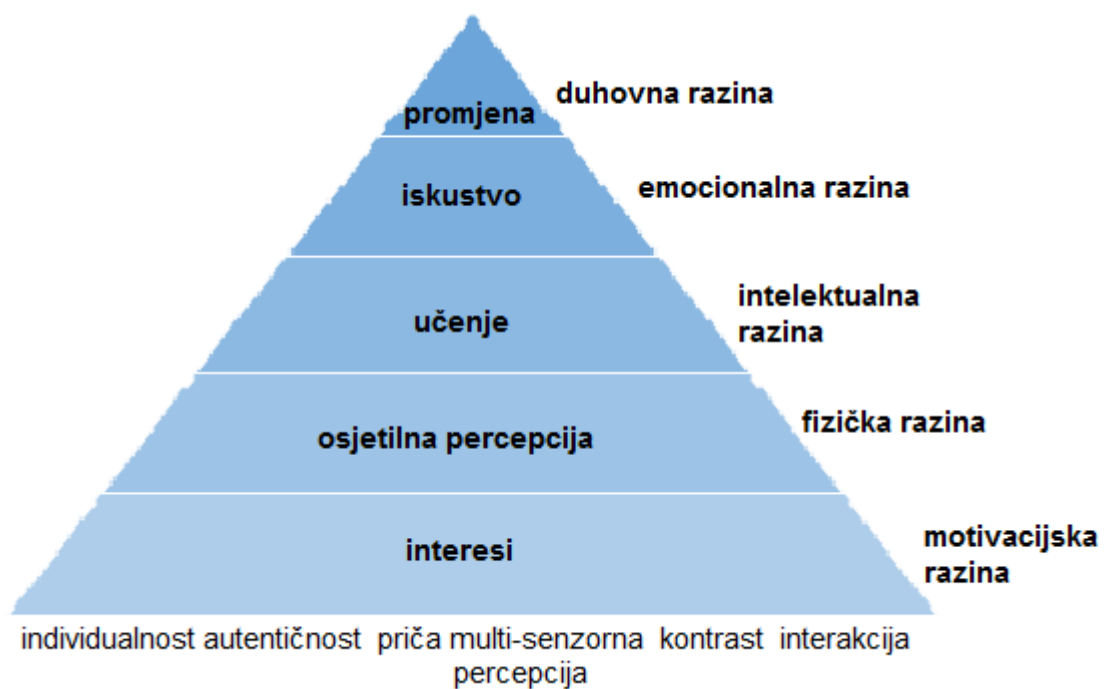 duhovna razina
promjena
emocionalna razina
iskustvo
intelektualna
razina
učenje
fizička razina
osjetilna percepcija
motivacijska
razina
interesi
individualnost autentičnost priča multi-senzorna kontrast interakcija
percepcija